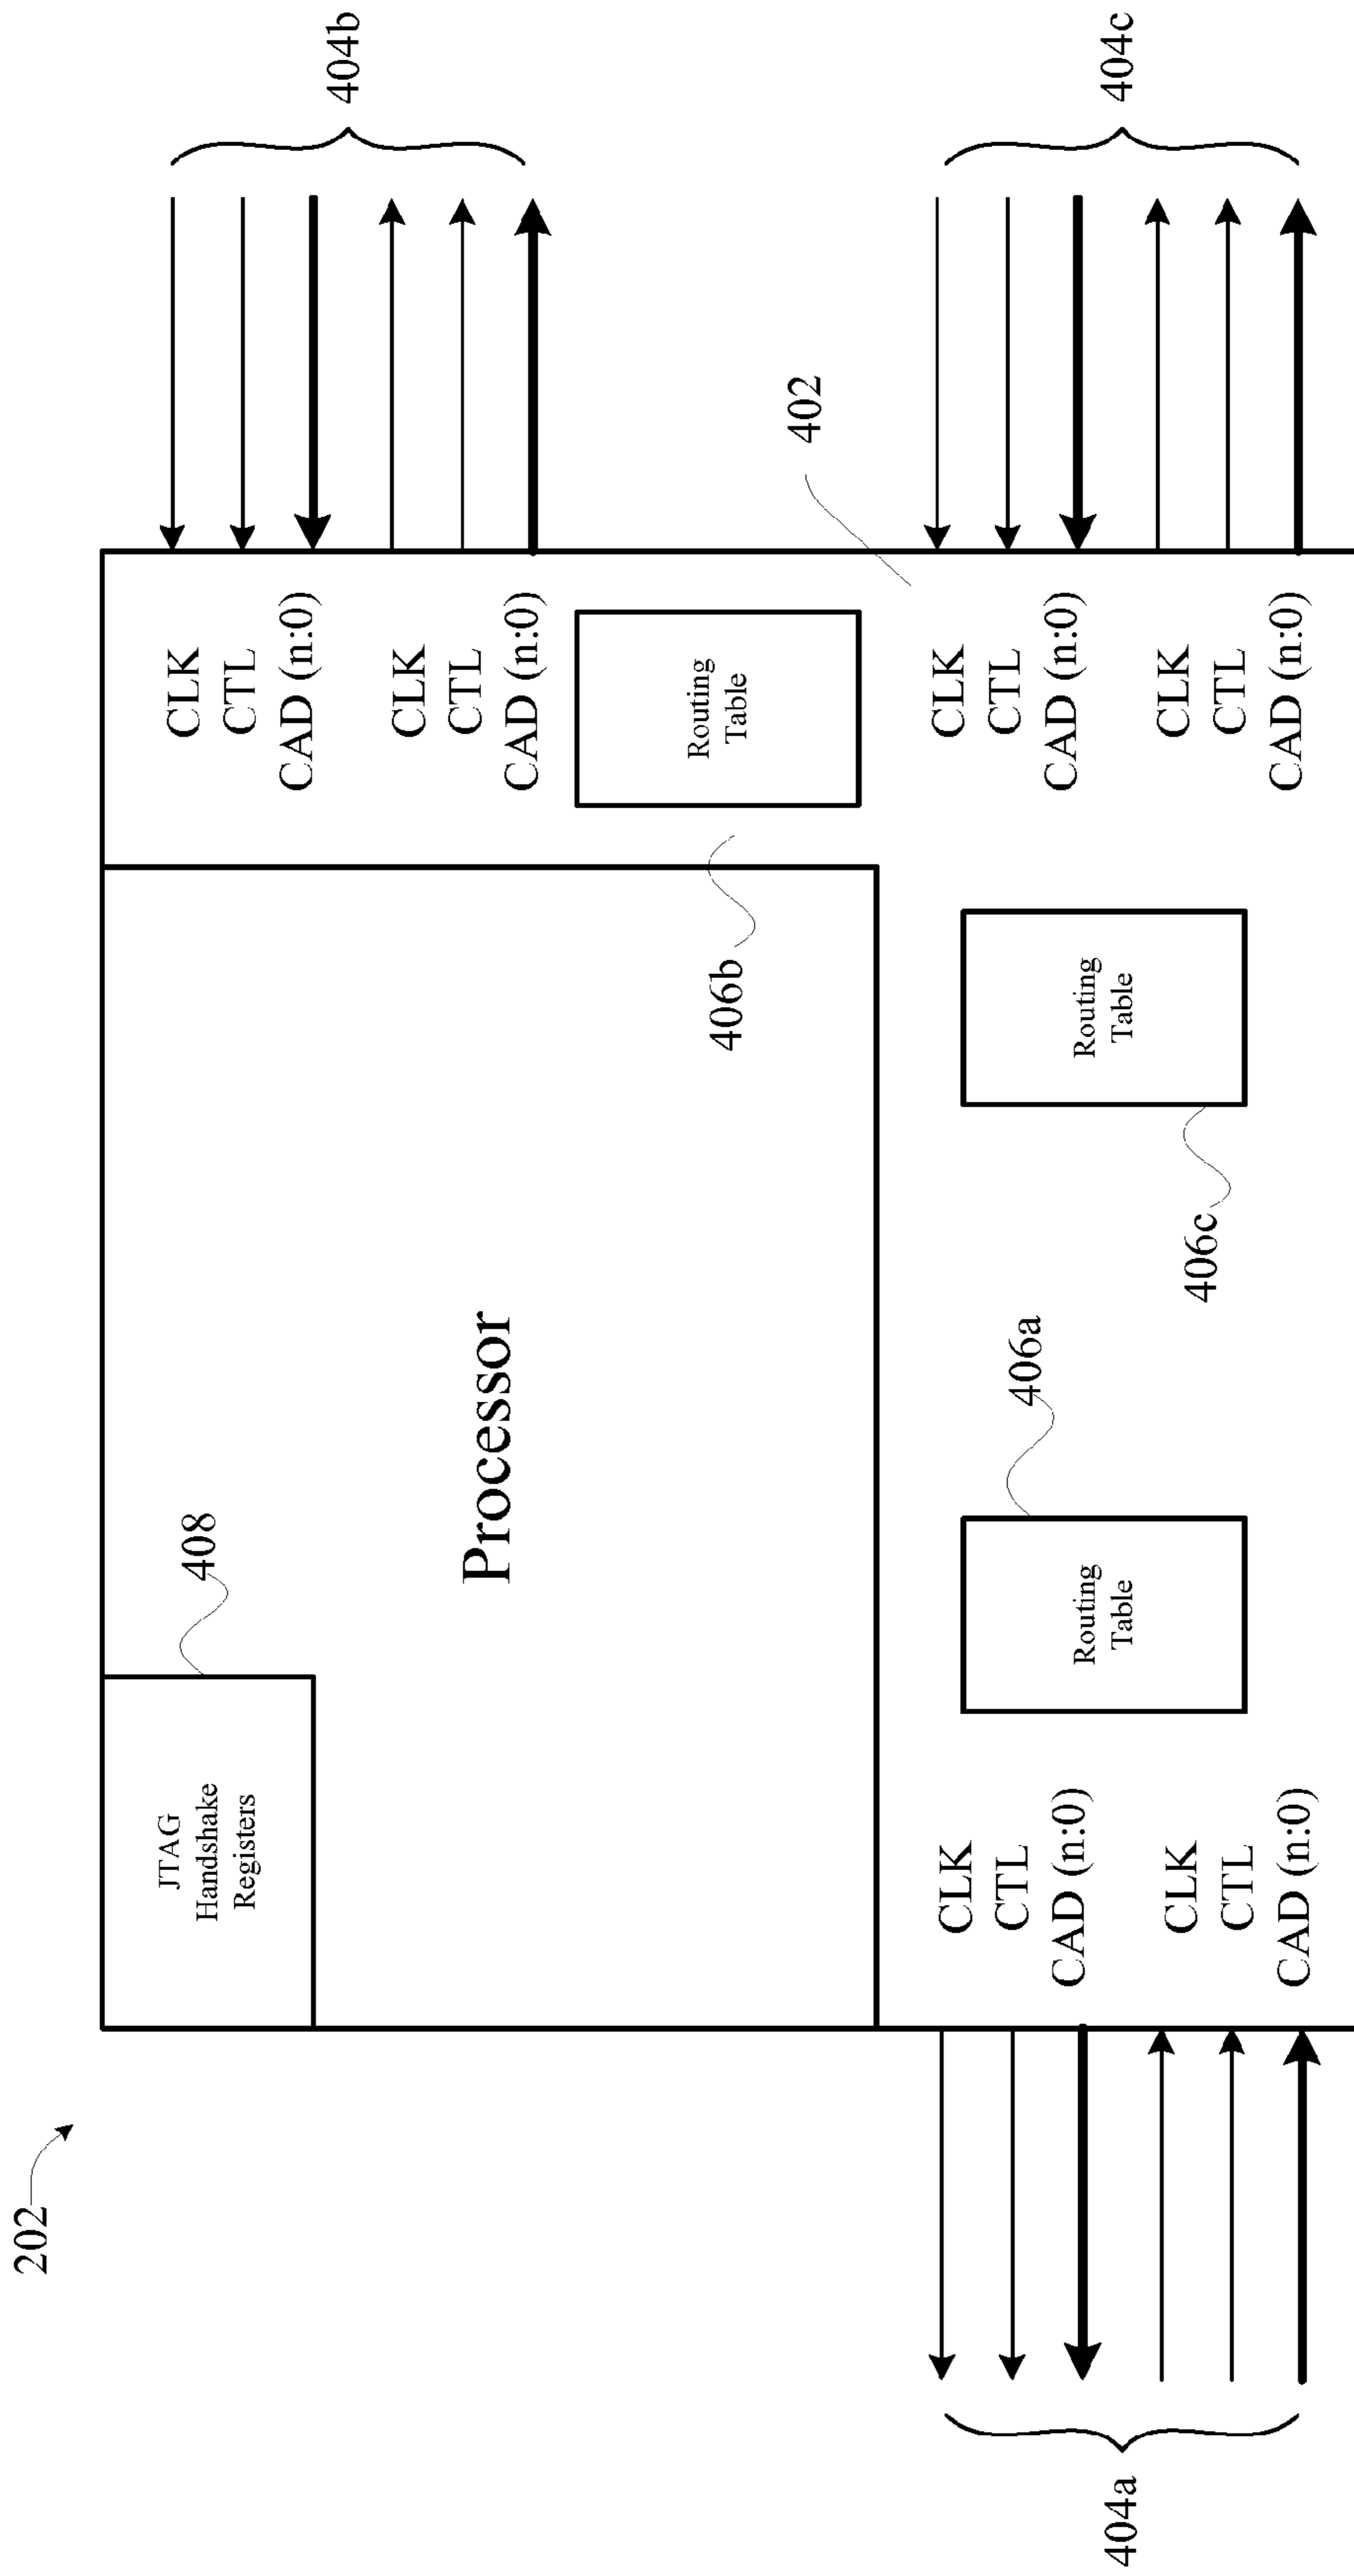 202
JTAG
Handshake
Registers
408
Processor
CLK
CTL
CAD (n:0)
CLK
CTL
CAD (n:0)
404b
Routing
Table
406b
402
CLK
CTL
CAD (n:0)
CLK
CTL
CAD (n:0)
404a
Routing
Table
406a
Routing
Table
406c
CLK
CTL
CAD (n:0)
CLK
CTL
CAD (n:0)
404c